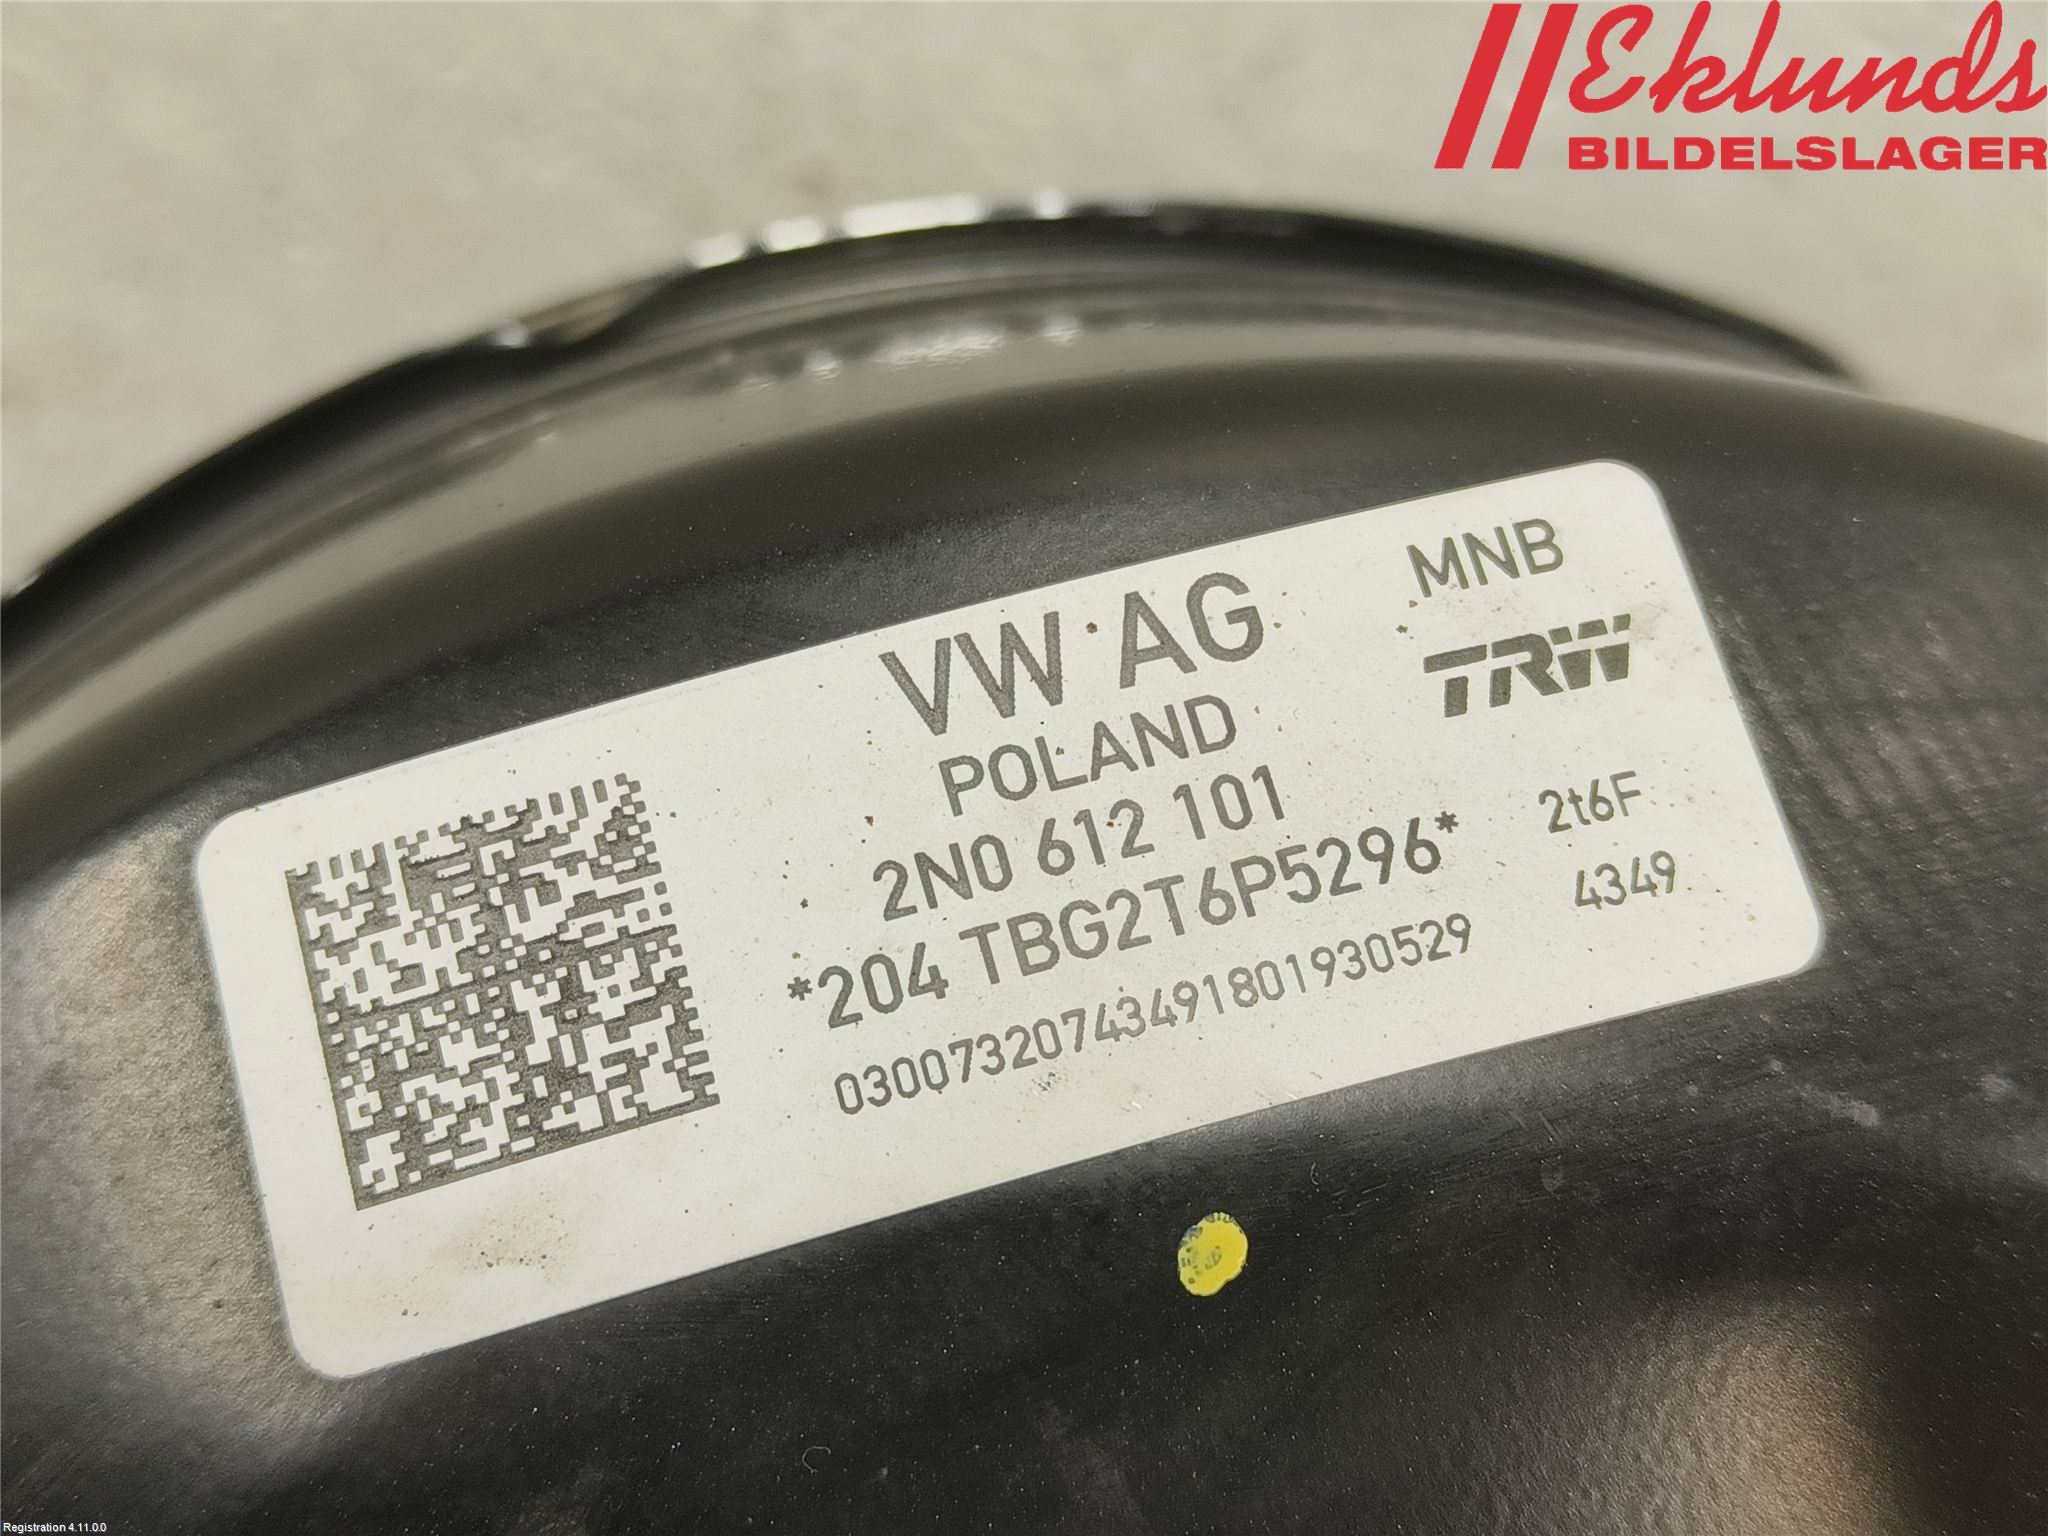 Eklunds
BILDELSLAGER
MNB
VW AG
TRW
POLAND
2N0 612 101
2t6F
*204 TBG2T6P5296*
4349
03007320743491801930529
Registration 4.11.0.0